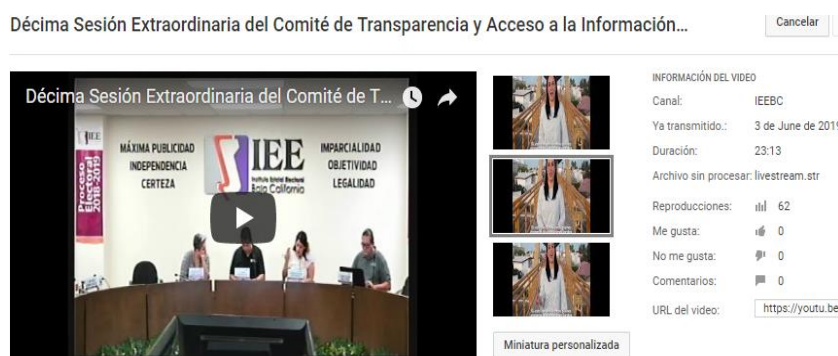 Décima Sesión Extraordinaria del Comité de Transparencia y Acceso a la Información...
Cancelar
Décima Sesión Extraordinaria del Comité de T...
IEE
Proceso
Electoral
2018-2019
MÁXIMA PUBLICIDAD
INDEPENDENCIA
CERTEZA
IEE
Instituto Estatal Electoral
Baja California
IMPARCIALIDAD
OBJETIVIDAD
LEGALIDAD
INFORMACIÓN DEL VIDEO
Canal: IEEBC
Ya transmitido.: 3 de June de 2019
Duración: 23:13
Archivo sin procesar: livestream.str
Reproducciones: 62
Me gusta: 0
No me gusta: 0
Comentarios: 0
URL del video: https://youtu.be
Miniatura personalizada